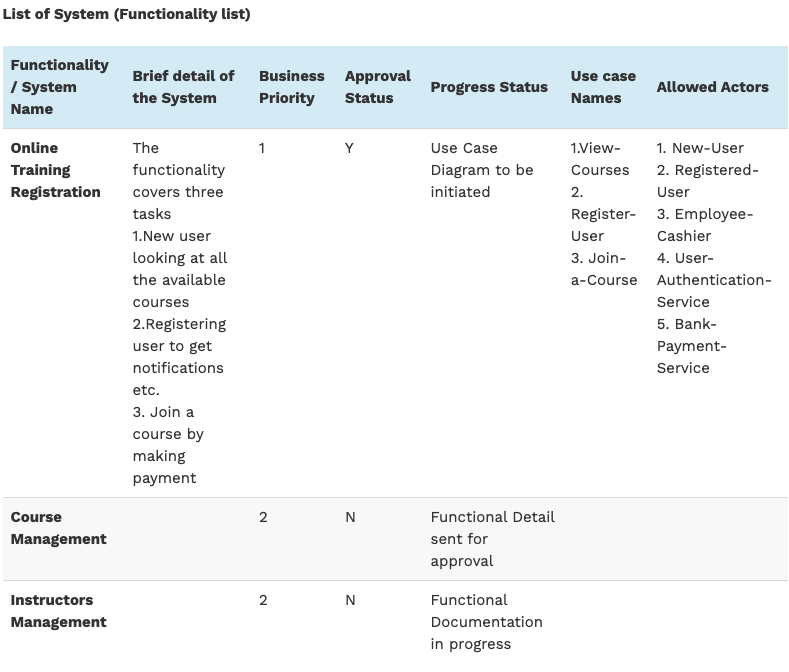 List of System (Functionality list)
Functionality
/ System
Name
Brief detail of
the System
Business
Priority
Approval
Status
Progress Status
Use case
Names
Allowed Actors
Online
Training
Registration
The
functionality
covers three
tasks
1.New user
looking at all
the available
courses
2.Registering
user to get
notifications
etc.
3. Join a
course by
making
payment
1
Y
Use Case
Diagram to be
initiated
1.View-
Courses
2.
Register-
User
3. Join-
a-Course
1. New-User
2. Registered-
User
3. Employee-
Cashier
4. User-
Authentication-
Service
5. Bank-
Payment-
Service
Course
Management
2
N
Functional Detail
sent for
approval
Instructors
Management
2
N
Functional
Documentation
in progress